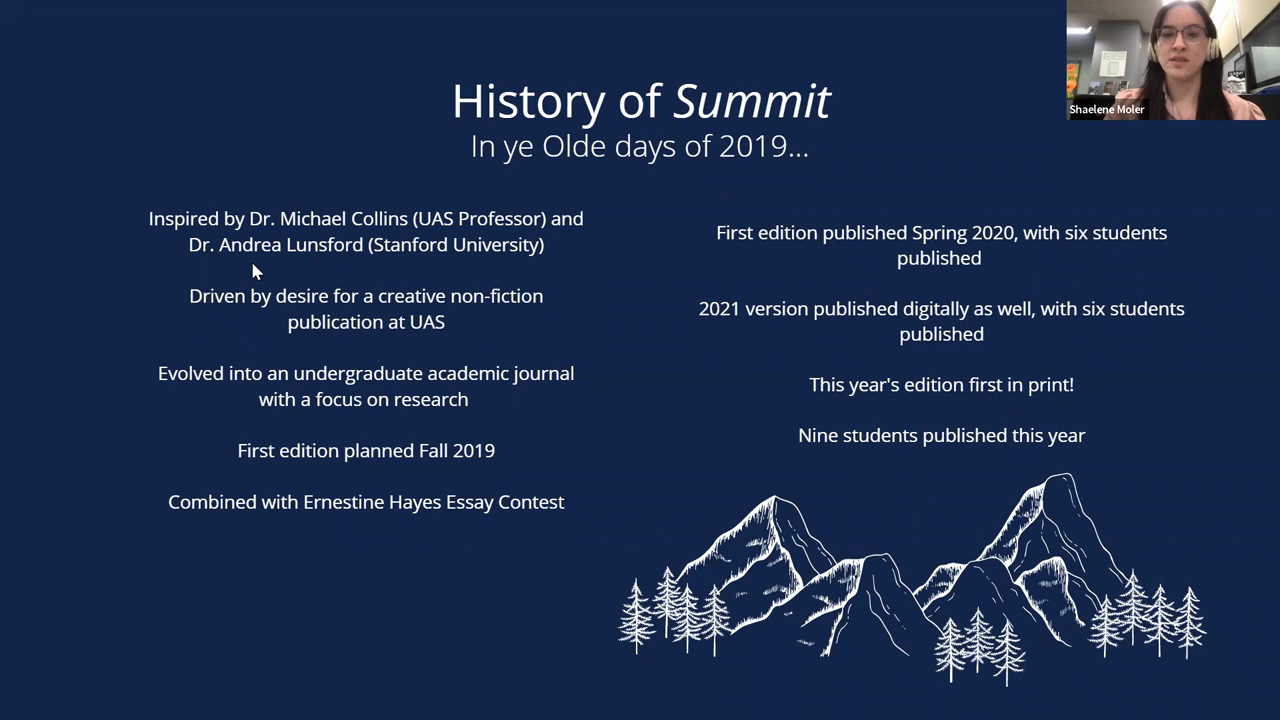 History of Summit
In ye Olde days of 2019...
Inspired by Dr. Michael Collins (UAS Professor) and
Dr. Andrea Lunsford (Stanford University)
Driven by desire for a creative non-fiction
publication at UAS
Evolved into an undergraduate academic journal
with a focus on research
First edition planned Fall 2019
Combined with Ernestine Hayes Essay Contest
First edition published Spring 2020, with six students
published
2021 version published digitally as well, with six students
published
This year's edition first in print!
Nine students published this year
Shaelene Moler